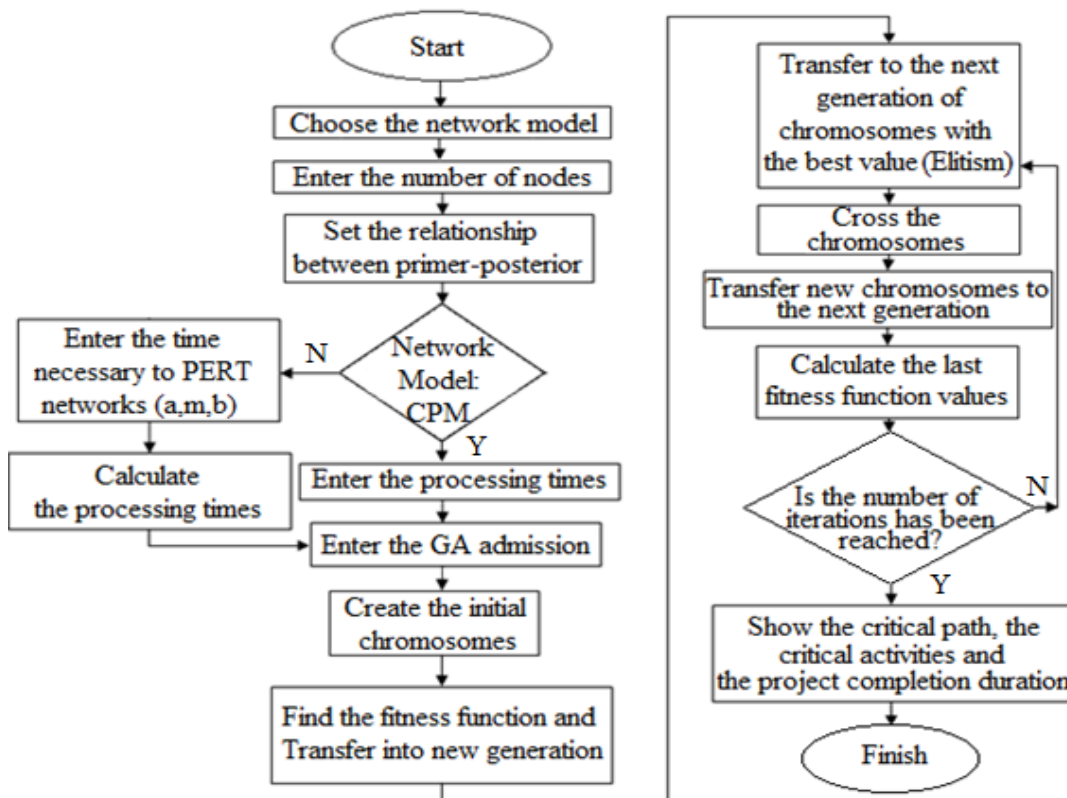 Start
Choose the network model
Enter the number of nodes
Set the relationship
between primer-posterior
Network
Model:
CPM
N
Y
Enter the time
necessary to PERT
networks (a,m,b)
Calculate
the processing times
Enter the processing times
Enter the GA admission
Create the initial
chromosomes
Find the fitness function and
Transfer into new generation
Transfer to the next
generation of
chromosomes with
the best value (Elitism)
Cross the
chromosomes
Transfer new chromosomes to
the next generation
Calculate the last
fitness function values
Is the number of
iterations has been
reached?
N
Y
Show the critical path, the
critical activities and
the project completion duration
Finish